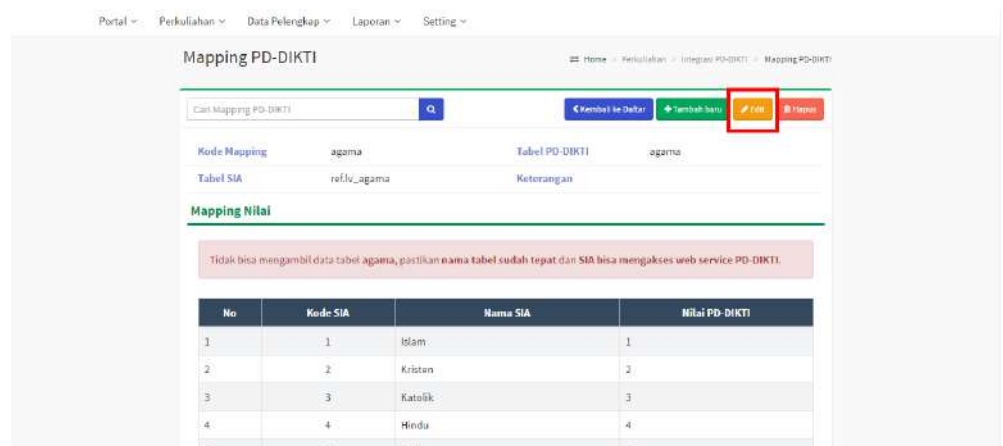 Portal Perkuliahan Data Pelengkap Laporan Setting
Mapping PD-DIKTI
Home Perkuliahan Integrasi PD-DIKTI Mapping PD-DIKTI
Cari Mapping PD-DIKTI Kembali ke Daftar Tambah baru Edit Hapus
Kode Mapping agama Tabel PD-DIKTI agama
Tabel SIA ref.lv_agama Keterangan
Mapping Nilai
Tidak bisa mengambil data tabel agama, pastikan nama tabel sudah tepat dan SIA bisa mengakses web service PD-DIKTI.
No Kode SIA Nama SIA Nilai PD-DIKTI
1 1 Islam 1
2 2 Kristen 2
3 3 Katolik 3
4 4 Hindu 4